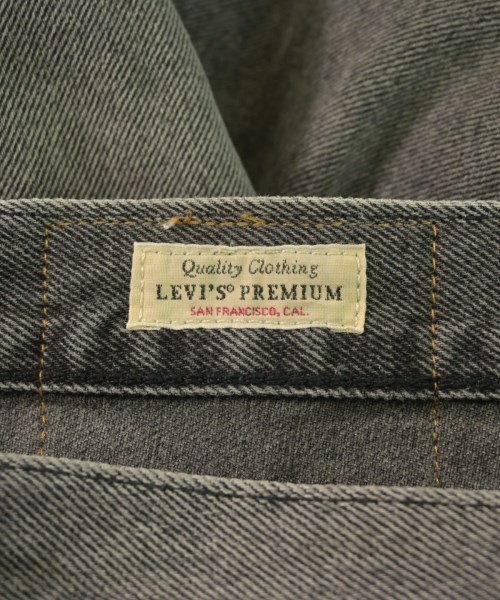 Quality Clothing
LEVI'S® PREMIUM
SAN FRANCISCO, CAL.